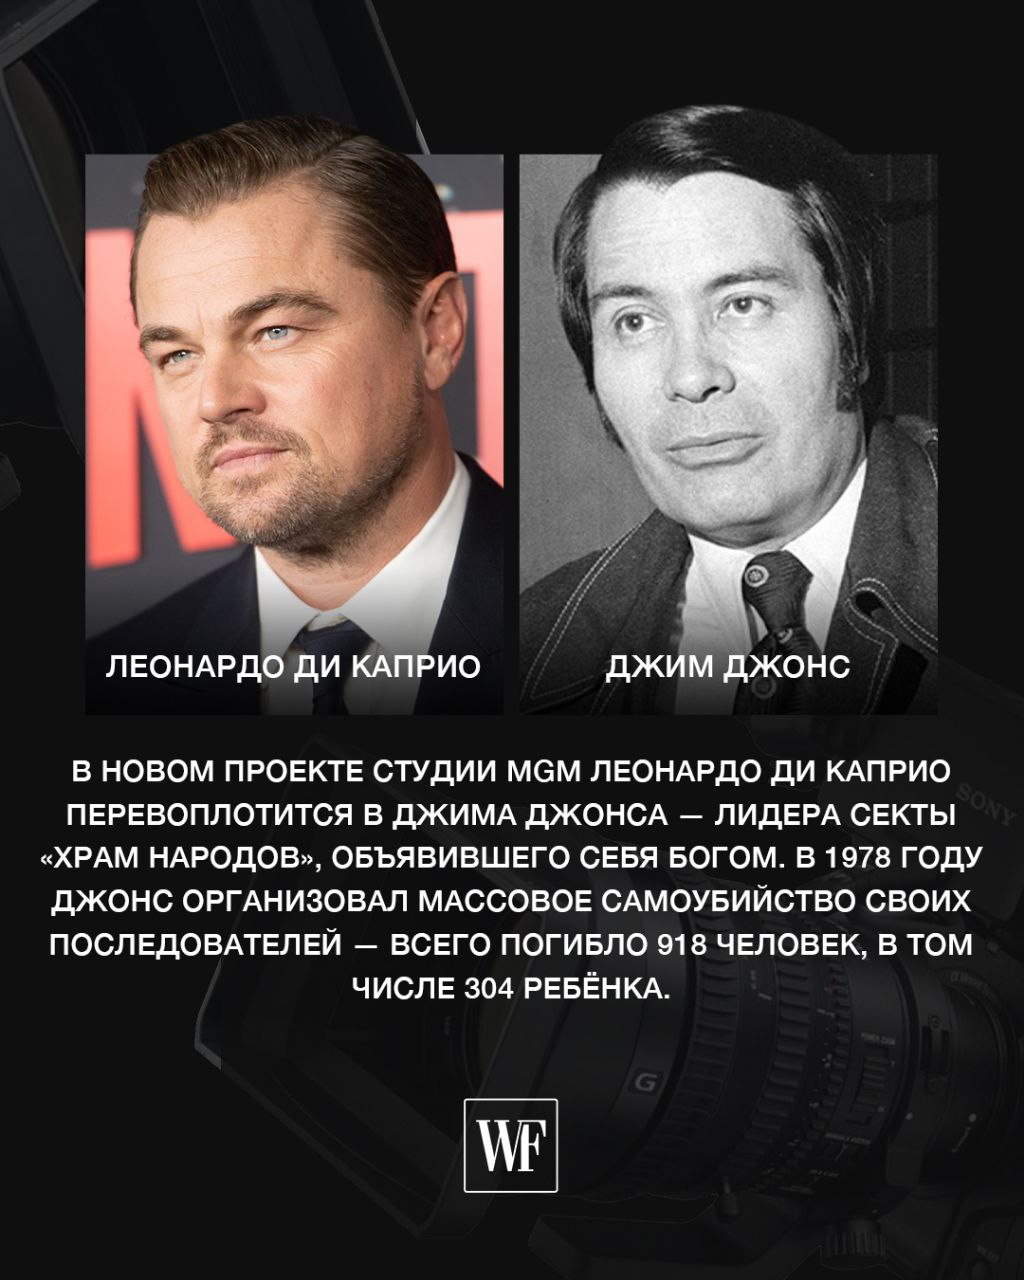 ЛЕОНАРДО ДИ КАПРИО
ДЖИМ ДЖОНС
В НОВОМ ПРОЕКТЕ СТУДИИ MGM ЛЕОНАРДО ДИ КАПРИО
ПЕРЕВОПЛОТИТСЯ В ДЖИМА ДЖОНСА — ЛИДЕРА СЕКТЫ
«ХРАМ НАРОДОВ», ОБЪЯВИВШЕГО СЕБЯ БОГОМ. В 1978 ГОДУ
ДЖОНС ОРГАНИЗОВАЛ МАССОВОЕ САМОУБИЙСТВО СВОИХ
ПОСЛЕДОВАТЕЛЕЙ — ВСЕГО ПОГИБЛО 918 ЧЕЛОВЕК, В ТОМ
ЧИСЛЕ 304 РЕБЁНКА.
SONY
G
WF